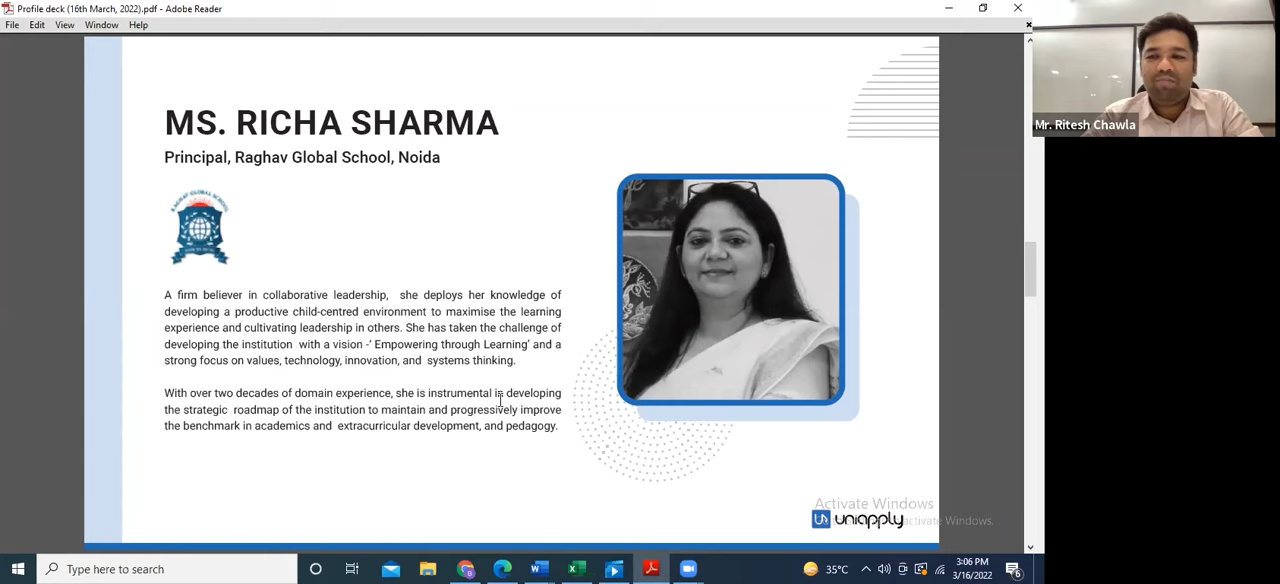 Profile deck (16th March, 2022).pdf - Adobe Reader
File Edit View Window Help
MS. RICHA SHARMA
Principal, Raghav Global School, Noida
RAGHAV GLOBAL SCHOOL
A firm believer in collaborative leadership, she deploys her knowledge of
developing a productive child-centred environment to maximise the learning
experience and cultivating leadership in others. She has taken the challenge of
developing the institution with a vision -‘ Empowering through Learning’ and a
strong focus on values, technology, innovation, and systems thinking.
With over two decades of domain experience, she is instrumental in developing
the strategic roadmap of the institution to maintain and progressively improve
the benchmark in academics and extracurricular development, and pedagogy.
Mr. Ritesh Chawla
Activate Windows
activate Windows.
uniapply
Type here to search
35°C
3:06 PM
3/16/2022
6